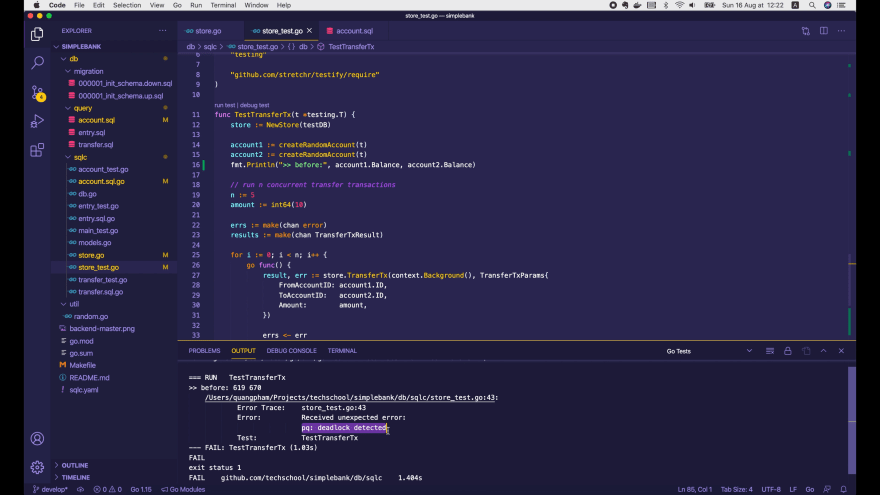 Code File Edit Selection View Go Run Terminal Window Help
Sun 16 Aug at 12:22
store_test.go — simplebank
EXPLORER
SIMPLEBANK
db
migration
000001_init_schema.down.sql
000001_init_schema.up.sql
query
account.sql M
entry.sql
transfer.sql
sqlc
account_test.go
account.sql.go M
db.go
entry_test.go
entry.sql.go
main_test.go
models.go
store.go M
store_test.go M
transfer_test.go
transfer.sql.go
util
random.go
backend-master.png
go.mod
go.sum
Makefile
README.md
sqlc.yaml
OUTLINE
TIMELINE
store.go store_test.go account.sql
db > sqlc > store_test.go > {} db > TestTransferTx
6 "testing"
7
8 "github.com/stretchr/testify/require"
9 )
10
run test | debug test
11 func TestTransferTx(t *testing.T) {
12 store := NewStore(testDB)
13
14 account1 := createRandomAccount(t)
15 account2 := createRandomAccount(t)
16 fmt.Println(">> before:", account1.Balance, account2.Balance)
17
18 // run n concurrent transfer transactions
19 n := 5
20 amount := int64(10)
21
22 errs := make(chan error)
23 results := make(chan TransferTxResult)
24
25 for i := 0; i < n; i++ {
26 go func() {
27 result, err := store.TransferTx(context.Background(), TransferTxParams{
28 FromAccountID: account1.ID,
29 ToAccountID: account2.ID,
30 Amount: amount,
31 })
32
33 errs <- err
PROBLEMS OUTPUT DEBUG CONSOLE TERMINAL Go Tests
=== RUN TestTransferTx
>> before: 619 670
/Users/quangpham/Projects/techschool/simplebank/db/sqlc/store_test.go:43:
Error Trace: store_test.go:43
Error: Received unexpected error:
pq: deadlock detected
Test: TestTransferTx
--- FAIL: TestTransferTx (1.03s)
FAIL
exit status 1
FAIL github.com/techschool/simplebank/db/sqlc 1.404s
develop* 0 0 Go 1.15 Go Modules Ln 85, Col 1 Tab Size: 4 UTF-8 LF Go